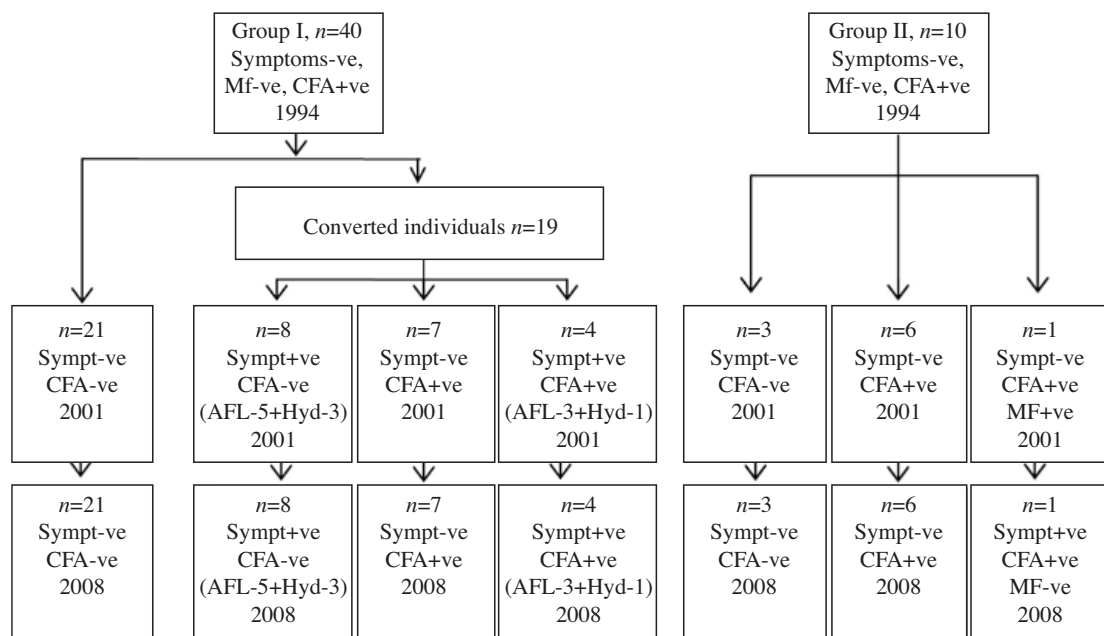 Group I, n=40
Symptoms-ve,
Mf-ve, CFA+ve
1994
Group II, n=10
Symptoms-ve,
Mf-ve, CFA+ve
1994
Converted individuals n=19
n=21
Sympt-ve
CFA-ve
2001
n=8
Sympt+ve
CFA-ve
(AFL-5+Hyd-3)
2001
n=7
Sympt-ve
CFA+ve
2001
n=4
Sympt+ve
CFA+ve
(AFL-3+Hyd-1)
2001
n=3
Sympt-ve
CFA-ve
2001
n=6
Sympt-ve
CFA+ve
2001
n=1
Sympt-ve
CFA+ve
MF+ve
2001
n=21
Sympt-ve
CFA-ve
2008
n=8
Sympt+ve
CFA-ve
(AFL-5+Hyd-3)
2008
n=7
Sympt-ve
CFA+ve
2008
n=4
Sympt+ve
CFA+ve
(AFL-3+Hyd-1)
2008
n=3
Sympt-ve
CFA-ve
2008
n=6
Sympt-ve
CFA+ve
2008
n=1
Sympt+ve
CFA+ve
MF-ve
2008